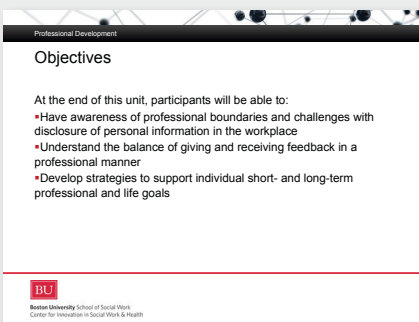 Professional Development
Objectives
At the end of this unit, participants will be able to:
▪Have awareness of professional boundaries and challenges with
disclosure of personal information in the workplace
▪Understand the balance of giving and receiving feedback in a
professional manner
▪Develop strategies to support individual short- and long-term
professional and life goals
BU
Boston University School of Social Work
Center for Innovation in Social Work & Health